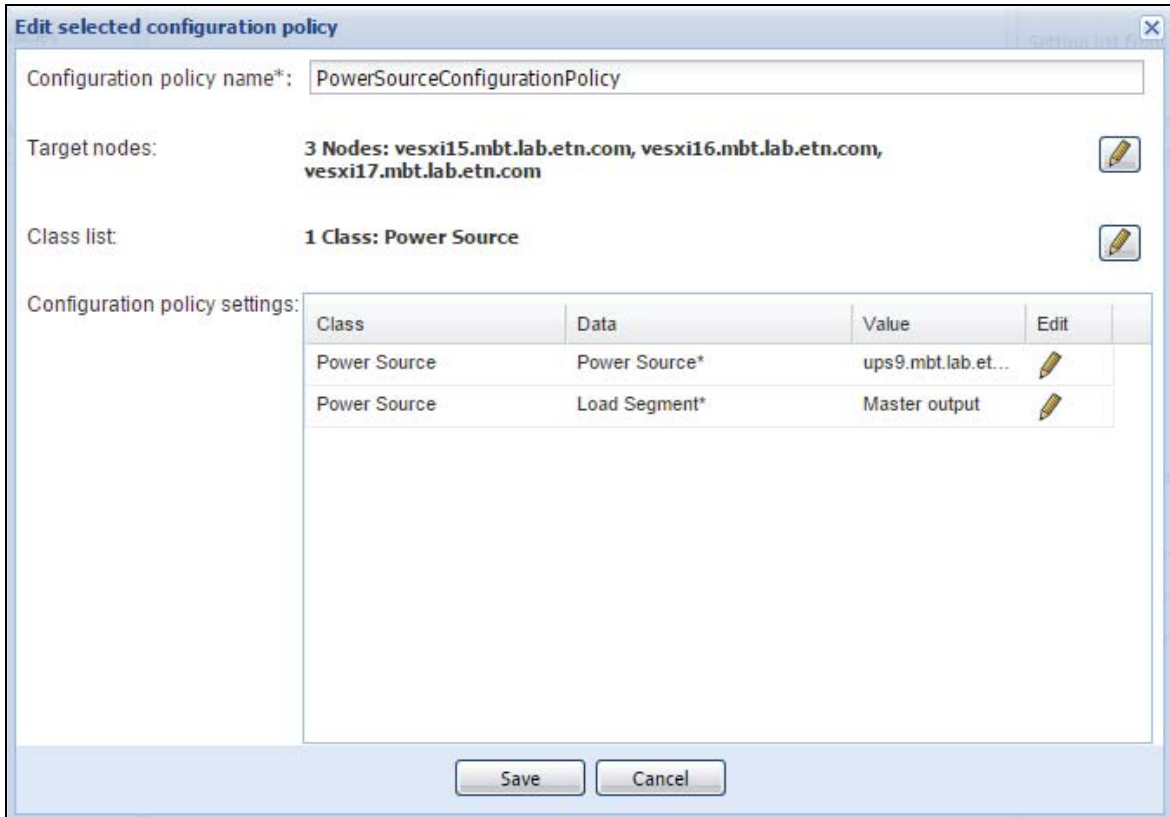 Edit selected configuration policy
Configuration policy name*: PowerSourceConfigurationPolicy
Target nodes: 3 Nodes: vesxi15.mbt.lab.etn.com, vesxi16.mbt.lab.etn.com,
vesxi17.mbt.lab.etn.com
Class list: 1 Class: Power Source
Configuration policy settings:
Class Data Value Edit
Power Source Power Source* ups9.mbt.lab.et...
Power Source Load Segment* Master output
Save Cancel